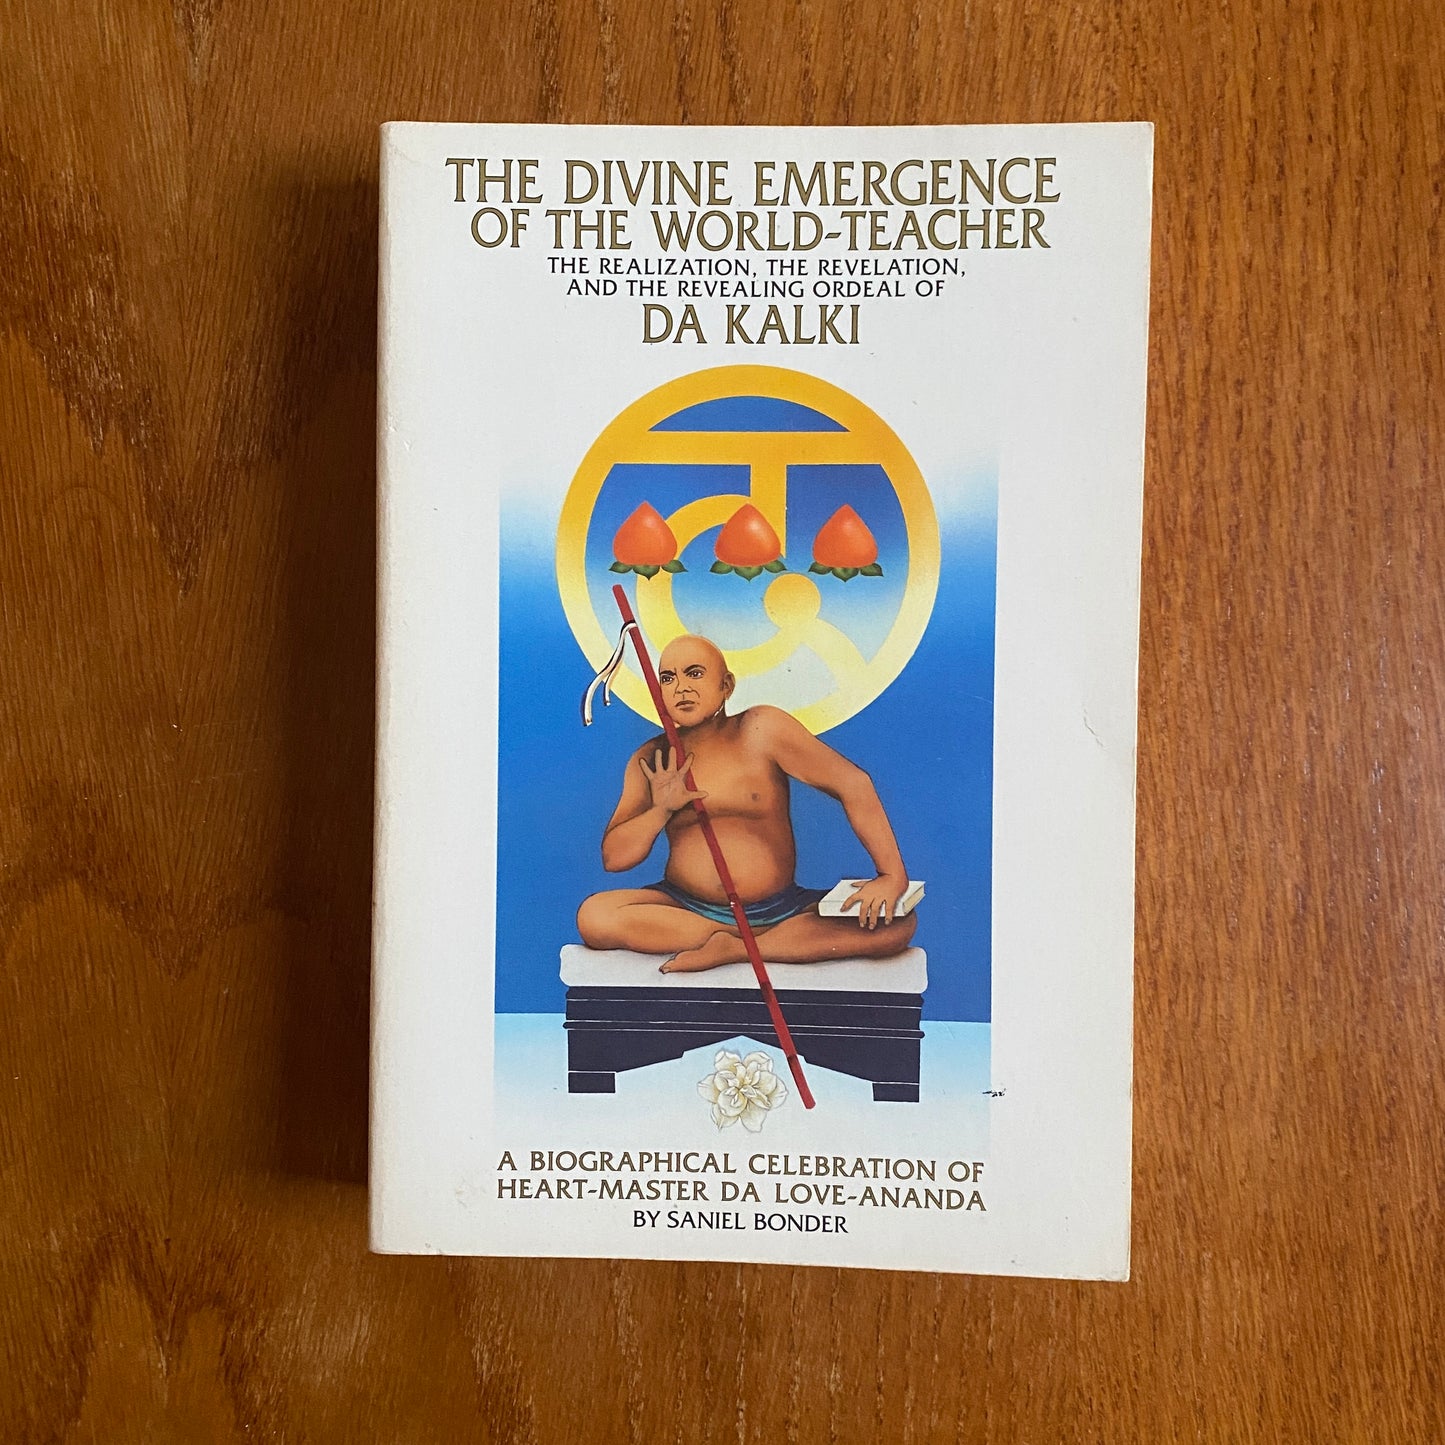 THE DIVINE EMERGENCE
OF THE WORLD-TEACHER
THE REALIZATION, THE REVELATION,
AND THE REVEALING ORDEAL OF
DA KALKI
A BIOGRAPHICAL CELEBRATION OF
HEART-MASTER DA LOVE-ANANDA
BY SANIEL BONDER